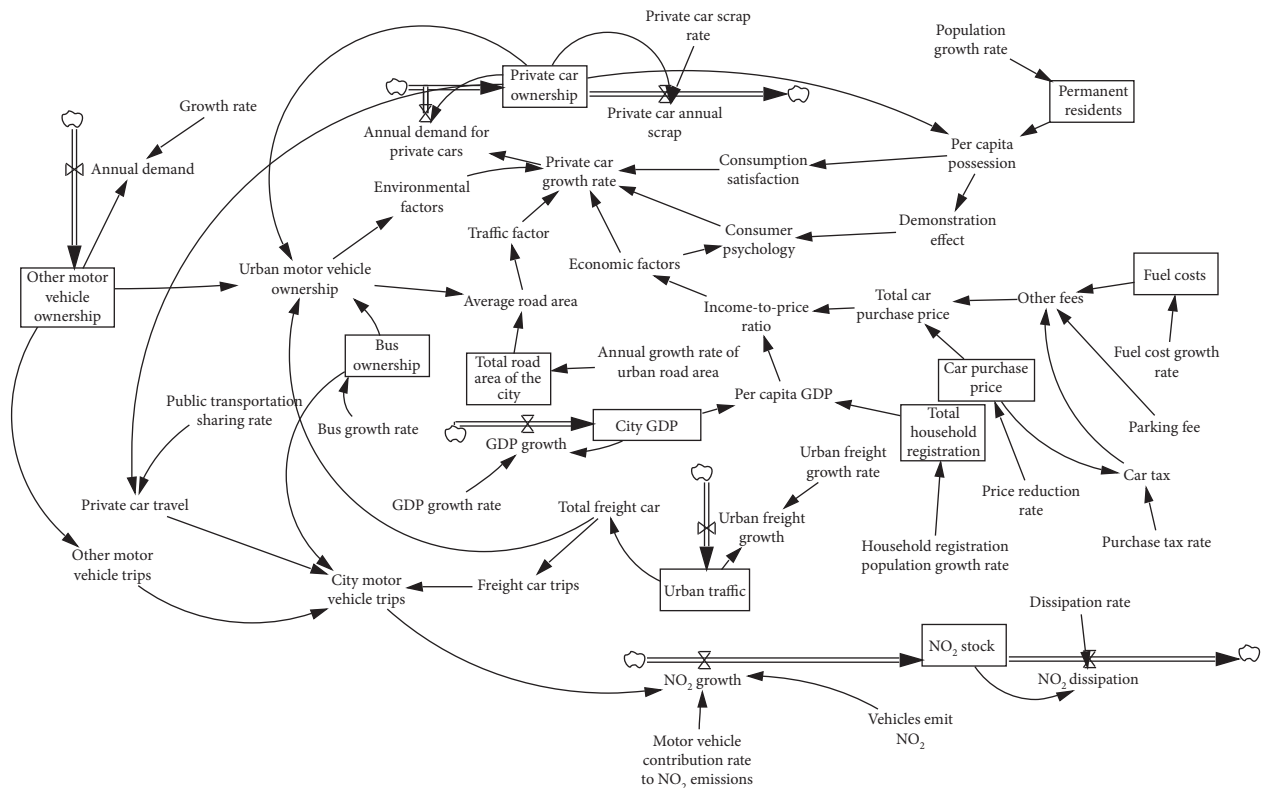 Private car scrap
rate
Population
growth rate
Private car
ownership
Permanent
residents
Growth rate
Private car annual
scrap
Annual demand for
private cars
Annual demand
Per capita
possession
Private car
growth rate
Consumption
satisfaction
Environmental
factors
Traffic factor
Consumer
psychology
Demonstration
effect
Economic factors
Urban motor vehicle
ownership
Other motor
vehicle
ownership
Average road area
Income-to-price
ratio
Total car
purchase price
Other fees
Fuel costs
Bus
ownership
Total road
area of the
city
Annual growth rate of
urban road area
Fuel cost growth
rate
Car purchase
price
Per capita GDP
Public transportation
sharing rate
Bus growth rate
City GDP
GDP growth
Total
household
registration
Parking fee
Urban freight
growth rate
Car tax
GDP growth rate
Price reduction
rate
Private car travel
Total freight car
Urban freight
growth
Purchase tax rate
Household registration
population growth rate
Other motor
vehicle trips
City motor
vehicle trips
Freight car trips
Urban traffic
Dissipation rate
NO2 stock
NO2 growth
NO2 dissipation
Vehicles emit
NO2
Motor vehicle
contribution rate
to NO2 emissions